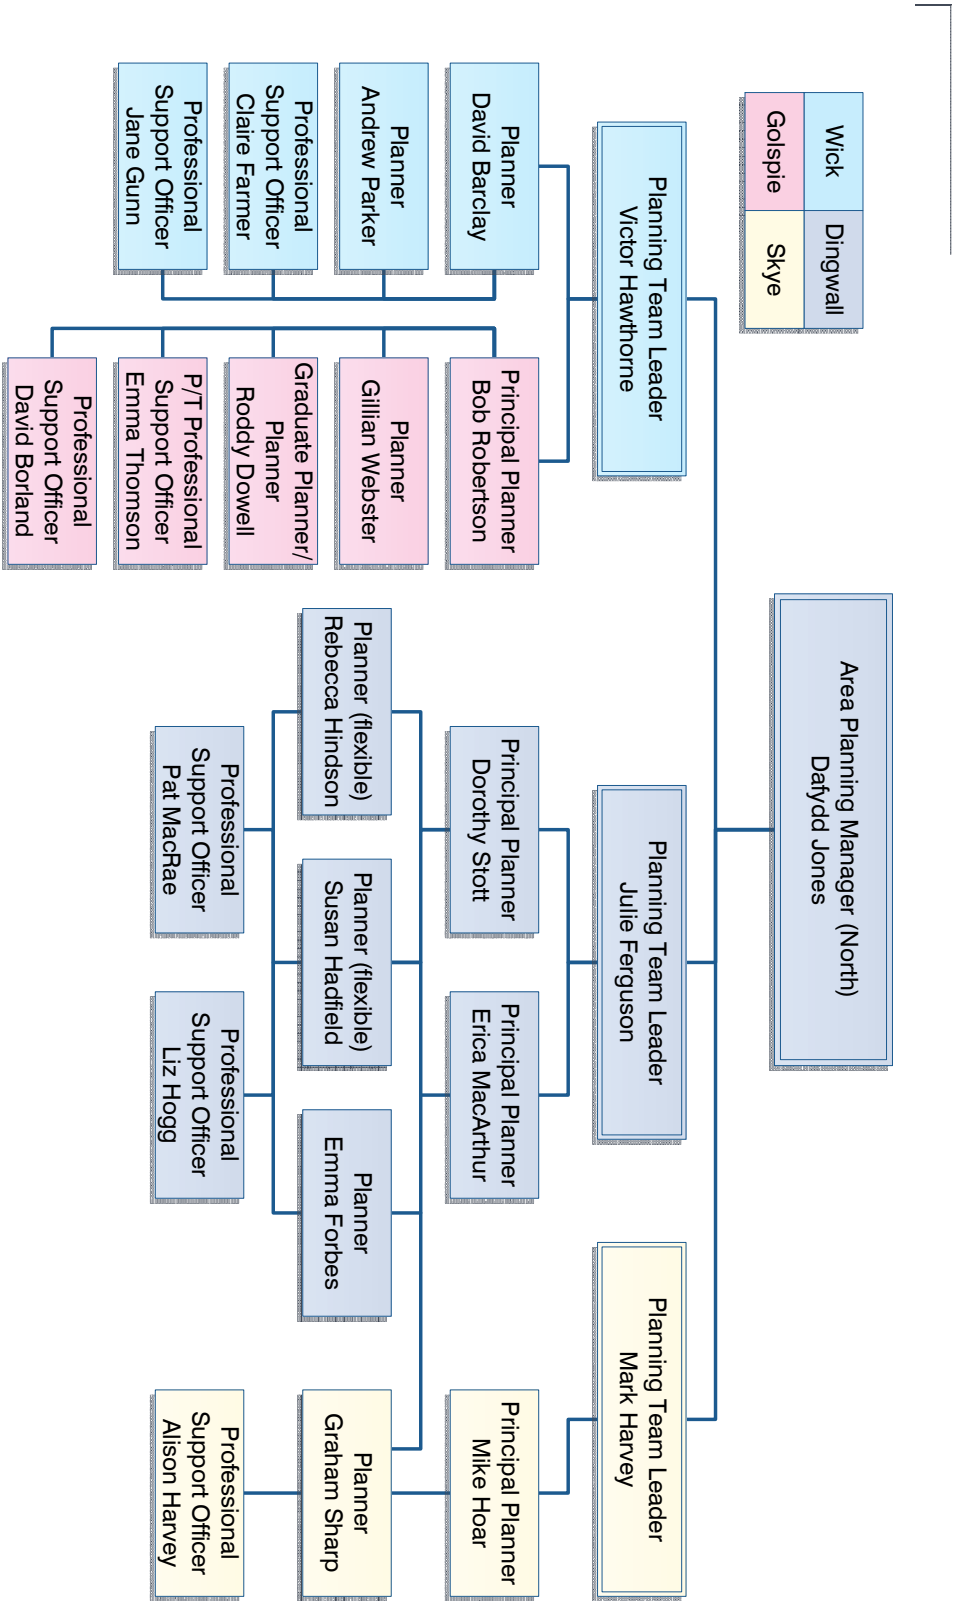 Wick
Dingwall
Golspie
Skye
Area Planning Manager (North)
Dafydd Jones
Planning Team Leader
Victor Hawthorne
Planning Team Leader
Julie Ferguson
Planning Team Leader
Mark Harvey
Planner
David Barclay
Principal Planner
Bob Robertson
Principal Planner
Dorothy Stott
Principal Planner
Erica MacArthur
Principal Planner
Mike Hoar
Planner
Andrew Parker
Planner
Gillian Webster
Planner (flexible)
Rebecca Hindson
Planner (flexible)
Susan Hadfield
Planner
Emma Forbes
Planner
Graham Sharp
Professional
Support Officer
Claire Farmer
Graduate Planner/
Planner
Roddy Dowell
Professional
Support Officer
Pat MacRae
Professional
Support Officer
Liz Hogg
Professional
Support Officer
Alison Harvey
Professional
Support Officer
Jane Gunn
P/T Professional
Support Officer
Emma Thomson
Professional
Support Officer
David Borland